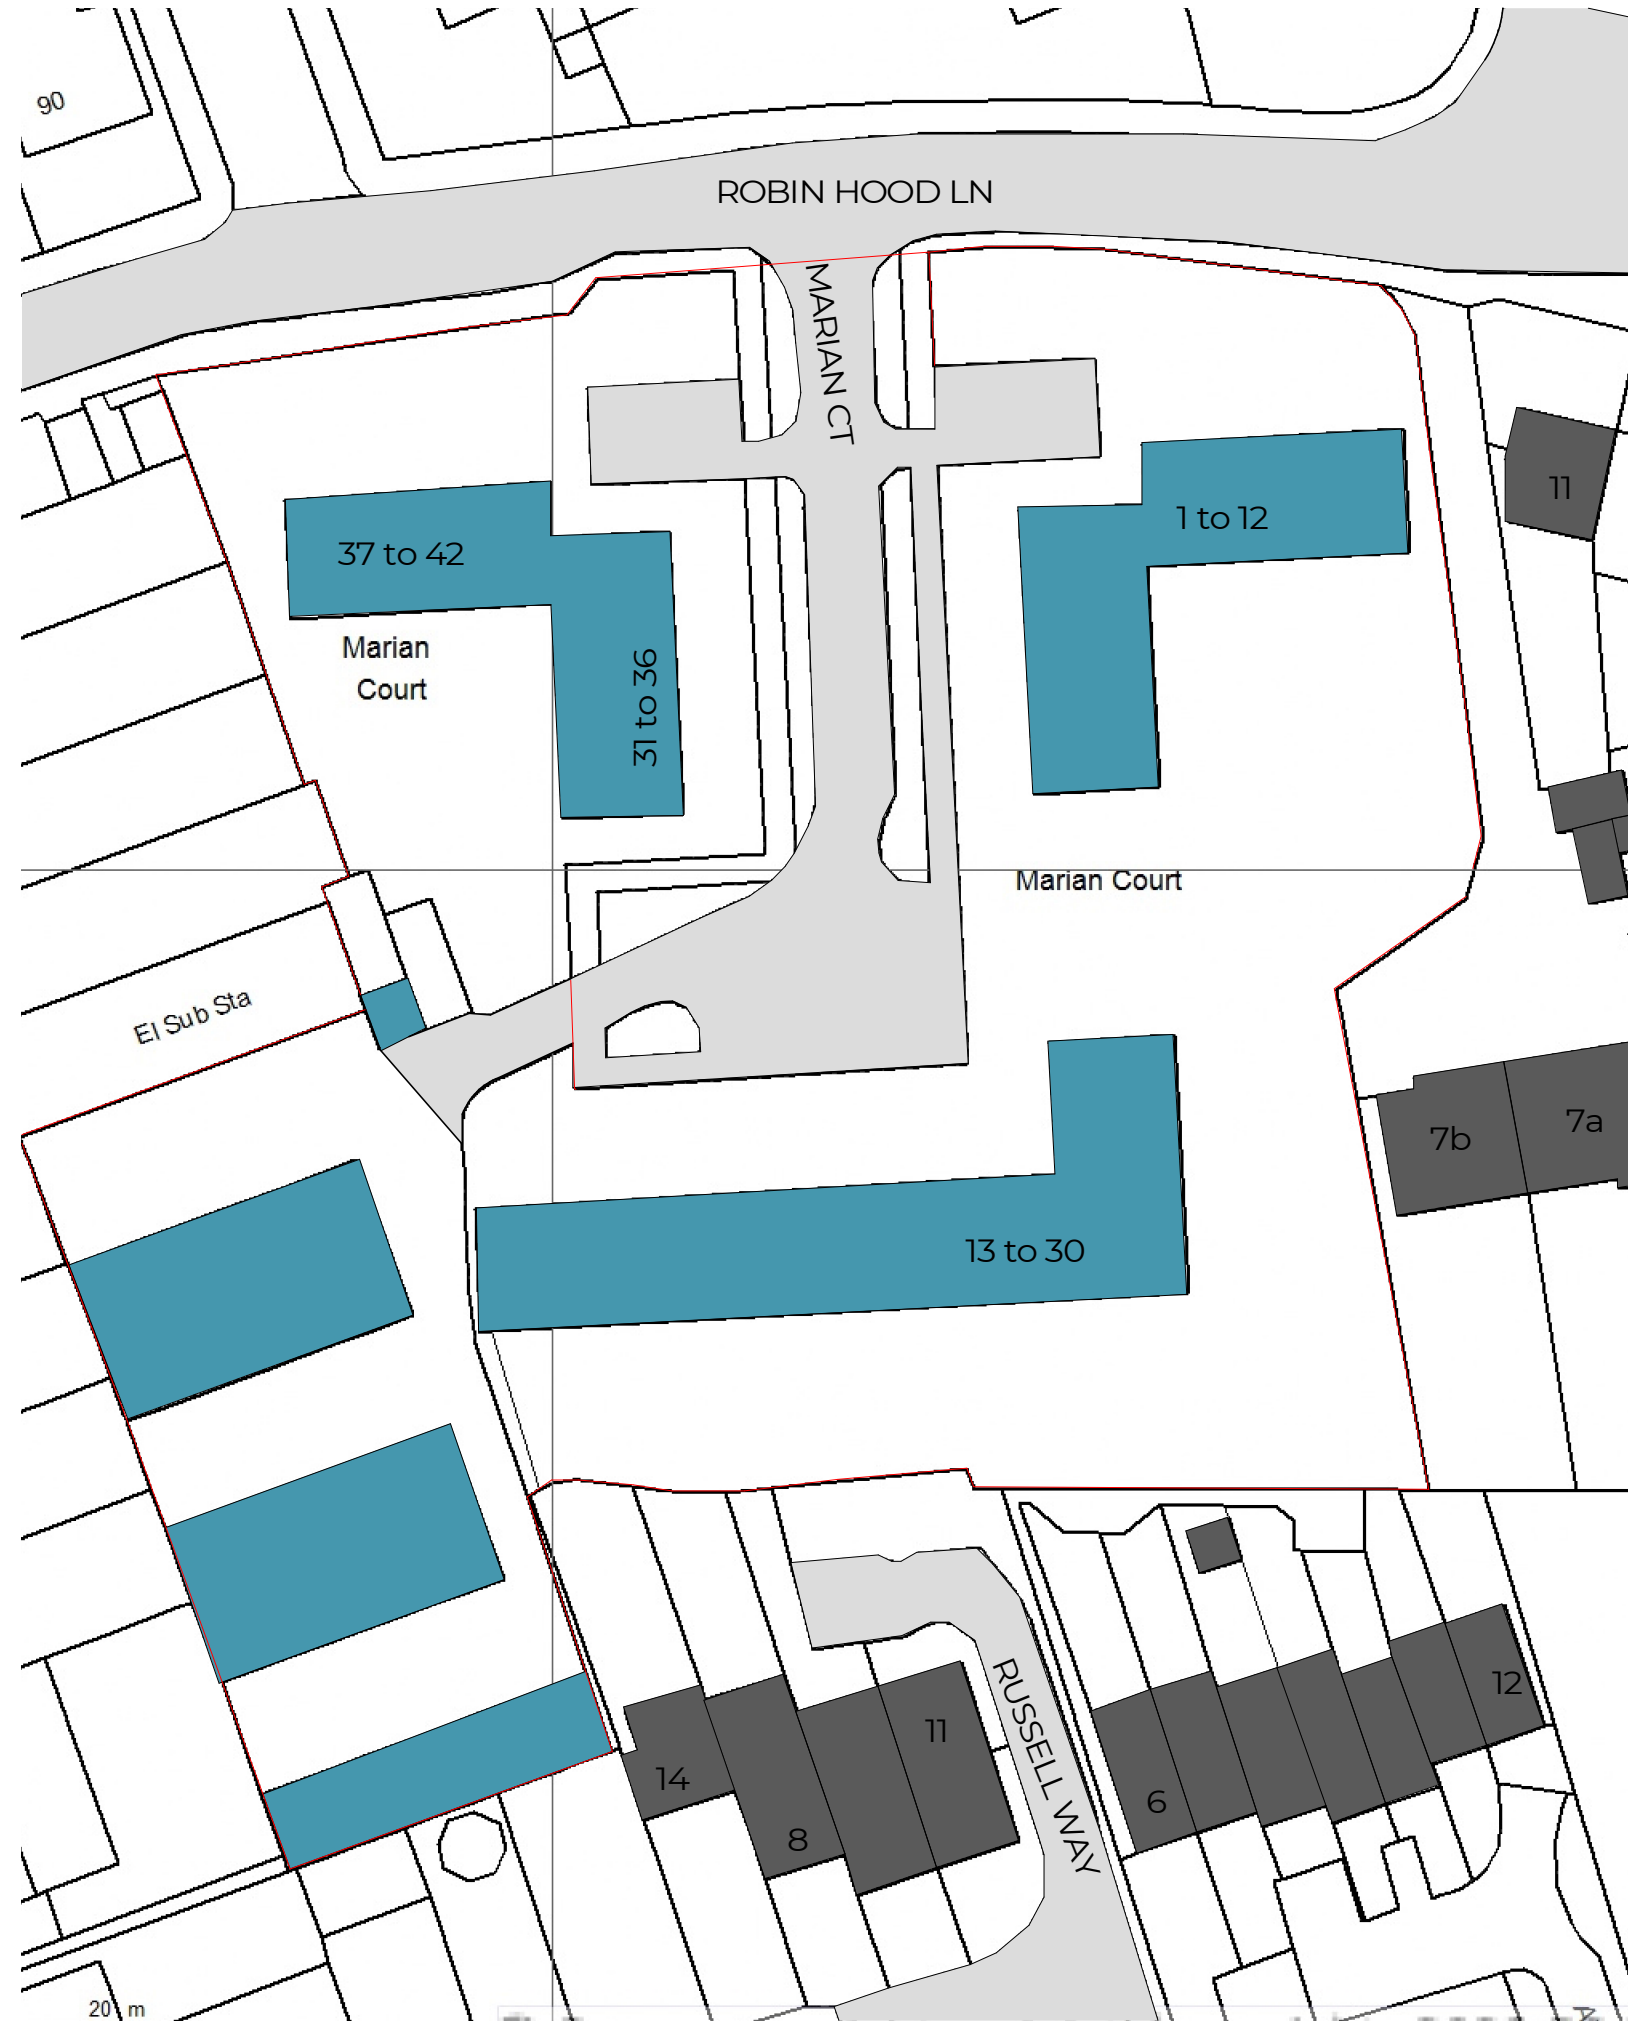 90
ROBIN HOOD LN
MARIAN CT
11
1 to 12
37 to 42
Marian
Court
31 to 36
Marian Court
El Sub Sta
7b
7a
13 to 30
RUSSELL WAY
12
11
14
6
8
20 m